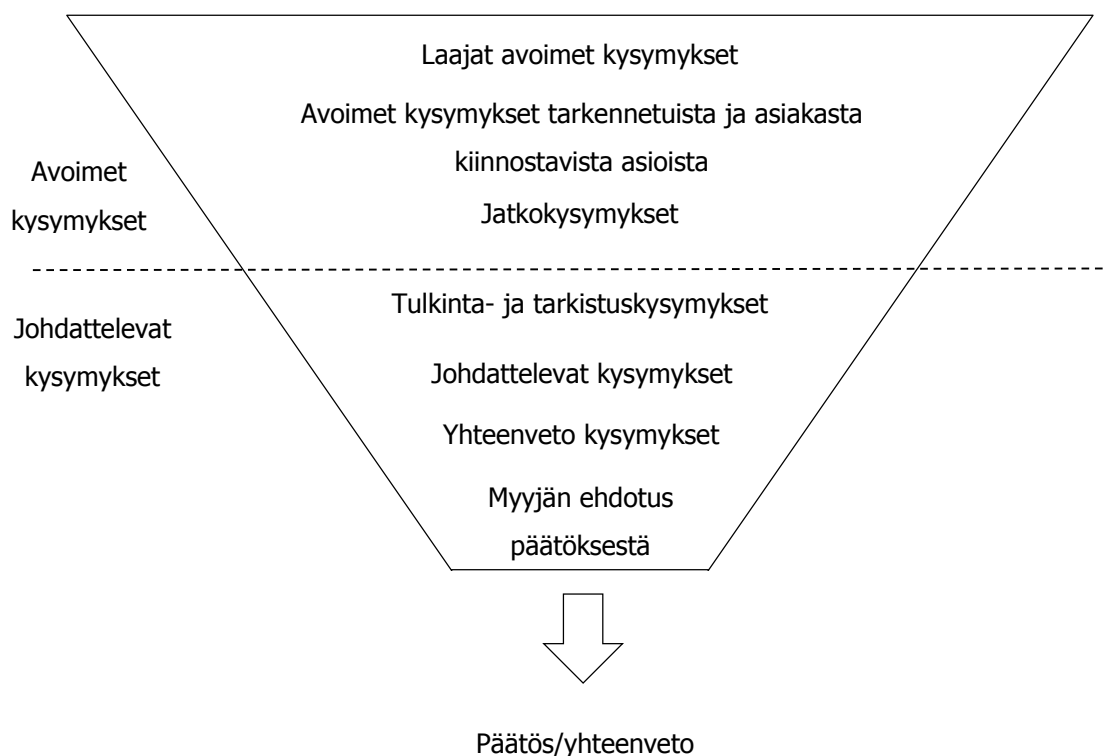 Laajat avoimet kysymykset
Avoimet kysymykset tarkennetuista ja asiakasta
kiinnostavista asioista
Jatkokysymykset
Avoimet
kysymykset
Tulkinta- ja tarkistuskysymykset
Johdattelevat kysymykset
Yhteenveto kysymykset
Myyjän ehdotus
päätöksestä
Johdattelevat
kysymykset
Päätös/yhteenveto